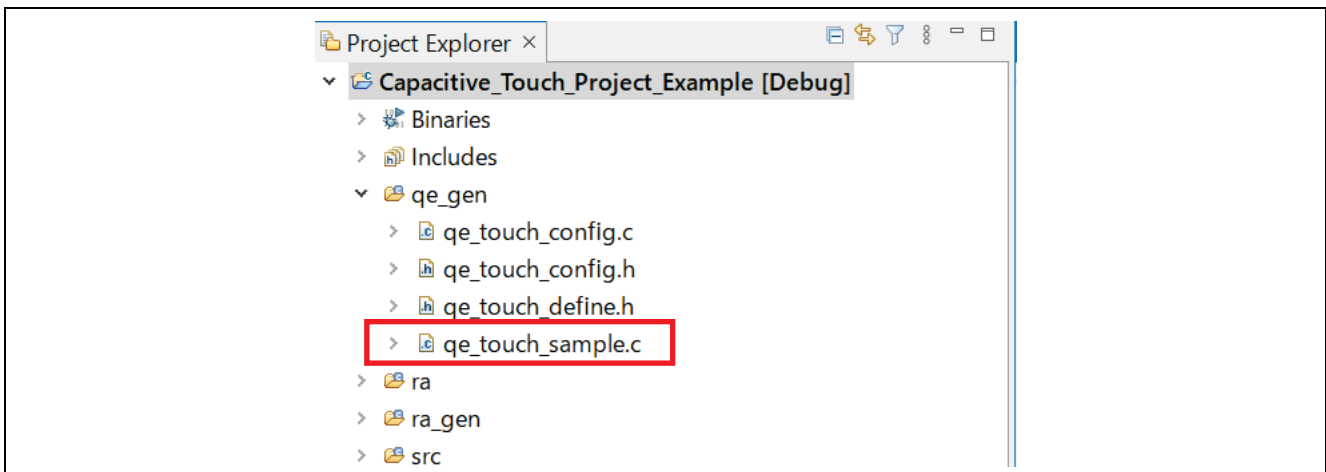 Project Explorer
Capacitive_Touch_Project_Example [Debug]
Binaries
Includes
qe_gen
qe_touch_config.c
qe_touch_config.h
qe_touch_define.h
qe_touch_sample.c
ra
ra_gen
src